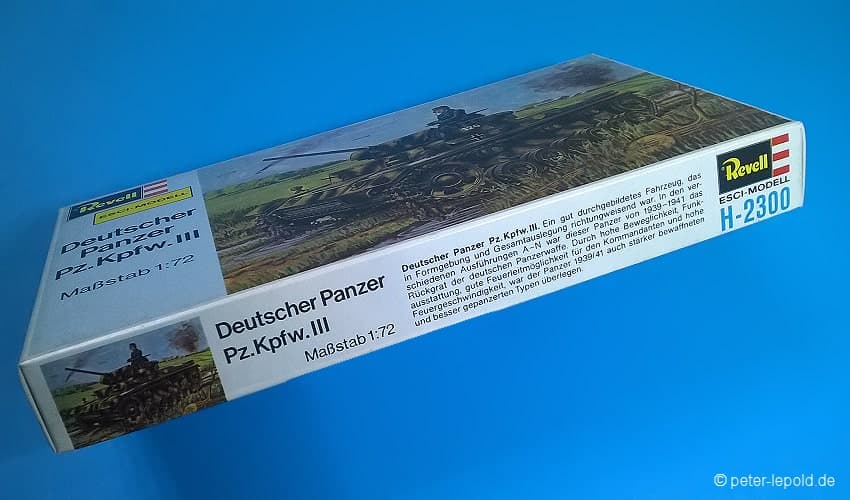 Revell
ESCI-MODELL
Deutscher
Panzer
Pz.Kpfw.III
Maßstab 1:72
Deutscher Panzer
Pz.Kpfw.III
Maßstab 1:72
Deutscher Panzer Pz.Kpfw.III. Ein gut durchgebildetes Fahrzeug, das
in Formgebung und Gesamtauslegung richtungweisend war. In den ver-
schiedenen Ausführungen A-N war dieser Panzer von 1939-1941 das
Rückgrat der deutschen Panzerwaffe. Durch hohe Beweglichkeit, Funk-
ausstattung, gute Feuerleitmöglichkeit für den Kommandanten und hohe
Feuergeschwindigkeit, war der Panzer 1939/41 auch stärker bewaffneten
und besser gepanzerten Typen überlegen.
Revell
ESCI-MODELL
H-2300
© peter-lepold.de